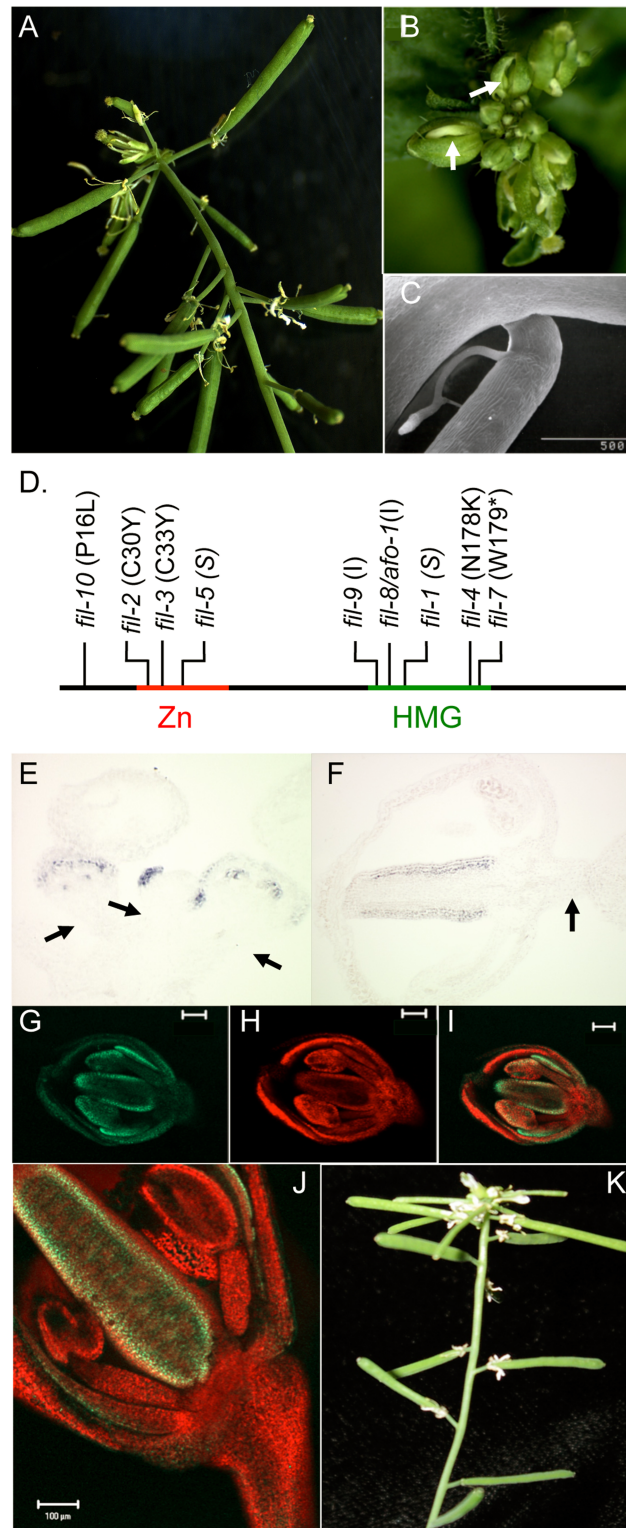 A
B
C
500
D.
fil-10 (P16L)
fil-2 (C30Y)
fil-3 (C33Y)
fil-5 (S)
fil-9 (I)
fil-8/afo-1(I)
fil-1 (S)
fil-4 (N178K)
fil-7 (W179*)
Zn
HMG
E
F
G
H
I
J
K
100 µm